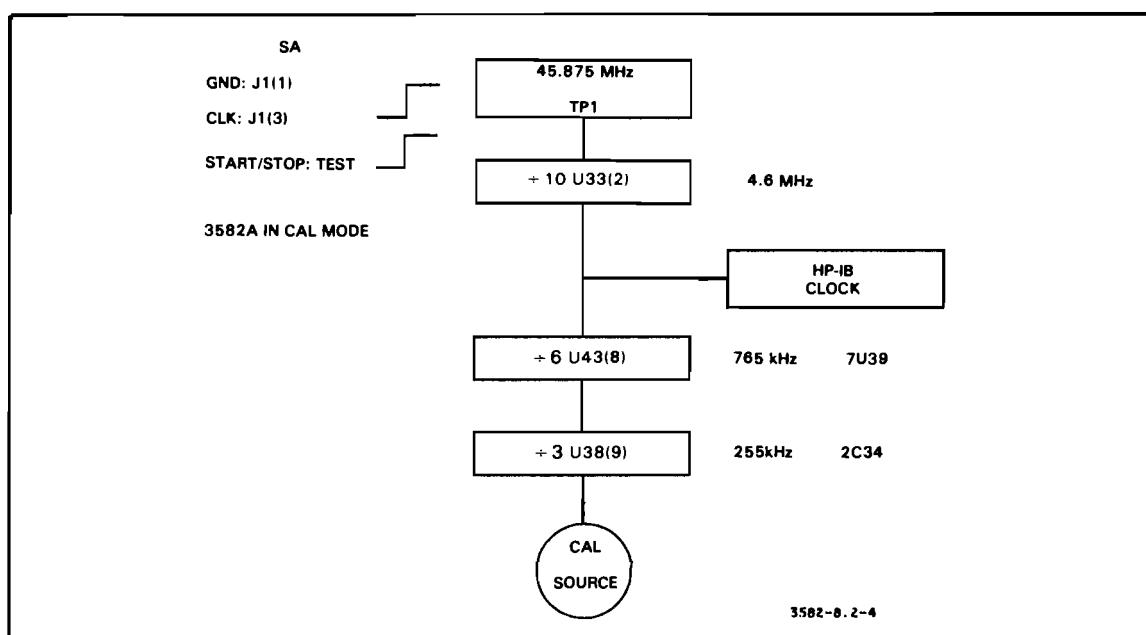 SA
GND: J1(1)
CLK: J1(3)
START/STOP: TEST
3582A IN CAL MODE
45.875 MHz
TP1
÷ 10 U33(2)
4.6 MHz
HP-IB
CLOCK
÷ 6 U43(8)
765 kHz
7U39
÷ 3 U38(9)
255kHz
2C34
CAL
SOURCE
3582-8.2-4